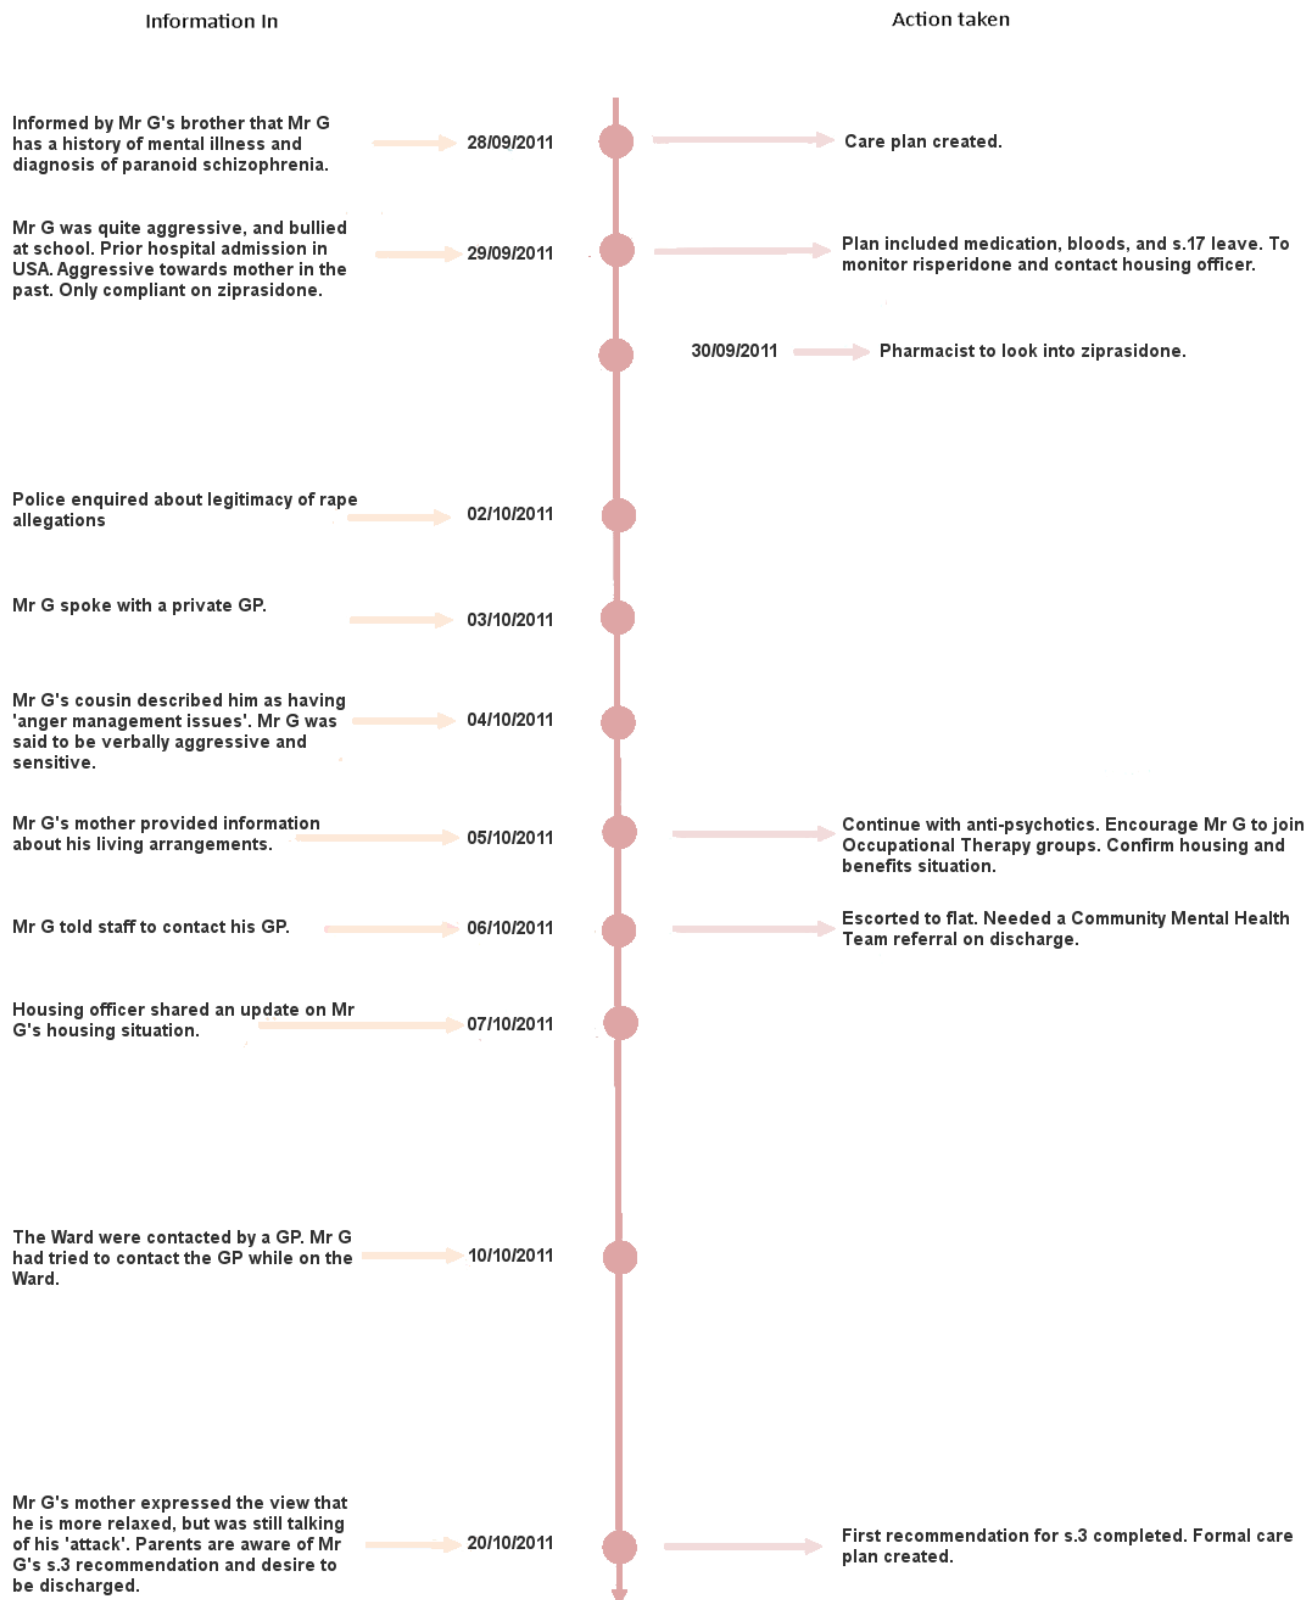 Information In
Action taken
Informed by Mr G's brother that Mr G
has a history of mental illness and
diagnosis of paranoid schizophrenia.
28/09/2011
Care plan created.
Mr G was quite aggressive, and bullied
at school. Prior hospital admission in
USA. Aggressive towards mother in the
past. Only compliant on ziprasidone.
29/09/2011
Plan included medication, bloods, and s.17 leave. To
monitor risperidone and contact housing officer.
30/09/2011
Pharmacist to look into ziprasidone.
Police enquired about legitimacy of rape
allegations
02/10/2011
Mr G spoke with a private GP.
03/10/2011
Mr G's cousin described him as having
'anger management issues'. Mr G was
said to be verbally aggressive and
sensitive.
04/10/2011
Mr G's mother provided information
about his living arrangements.
05/10/2011
Continue with anti-psychotics. Encourage Mr G to join
Occupational Therapy groups. Confirm housing and
benefits situation.
Mr G told staff to contact his GP.
06/10/2011
Escorted to flat. Needed a Community Mental Health
Team referral on discharge.
Housing officer shared an update on Mr
G's housing situation.
07/10/2011
The Ward were contacted by a GP. Mr G
had tried to contact the GP while on the
Ward.
10/10/2011
Mr G's mother expressed the view that
he is more relaxed, but was still talking
of his 'attack'. Parents are aware of Mr
G's s.3 recommendation and desire to
be discharged.
20/10/2011
First recommendation for s.3 completed. Formal care
plan created.